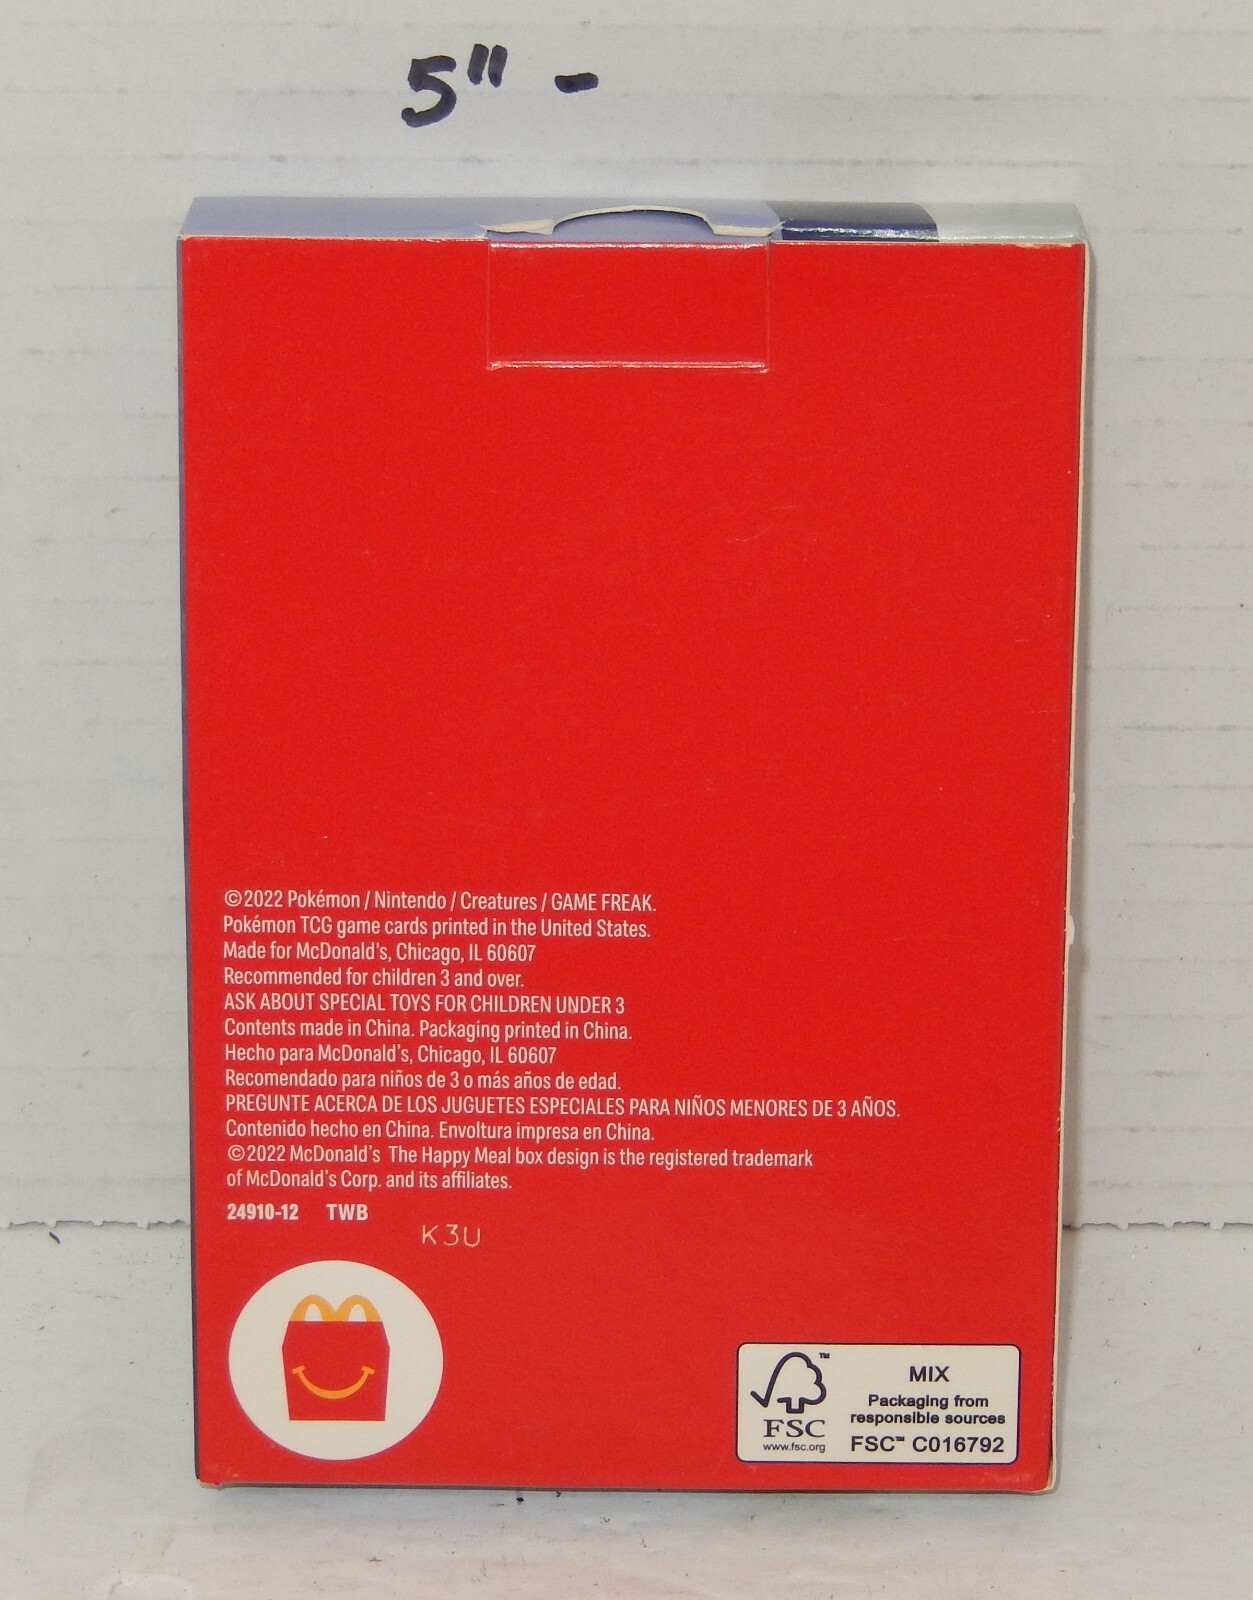 5" -
©2022 Pokémon / Nintendo / Creatures / GAME FREAK.
Pokémon TCG game cards printed in the United States.
Made for McDonald's, Chicago, IL 60607
Recommended for children 3 and over.
ASK ABOUT SPECIAL TOYS FOR CHILDREN UNDER 3
Contents made in China. Packaging printed in China.
Hecho para McDonald's, Chicago, IL 60607
Recomendado para niños de 3 o más años de edad.
PREGUNTE ACERCA DE LOS JUGUETES ESPECIALES PARA NIÑOS MENORES DE 3 AÑOS.
Contenido hecho en China. Envoltura impresa en China.
©2022 McDonald's The Happy Meal box design is the registered trademark
of McDonald's Corp. and its affiliates.
24910-12 TWB
K3U
™
FSC
www.fsc.org
MIX
Packaging from
responsible sources
FSC™ C016792